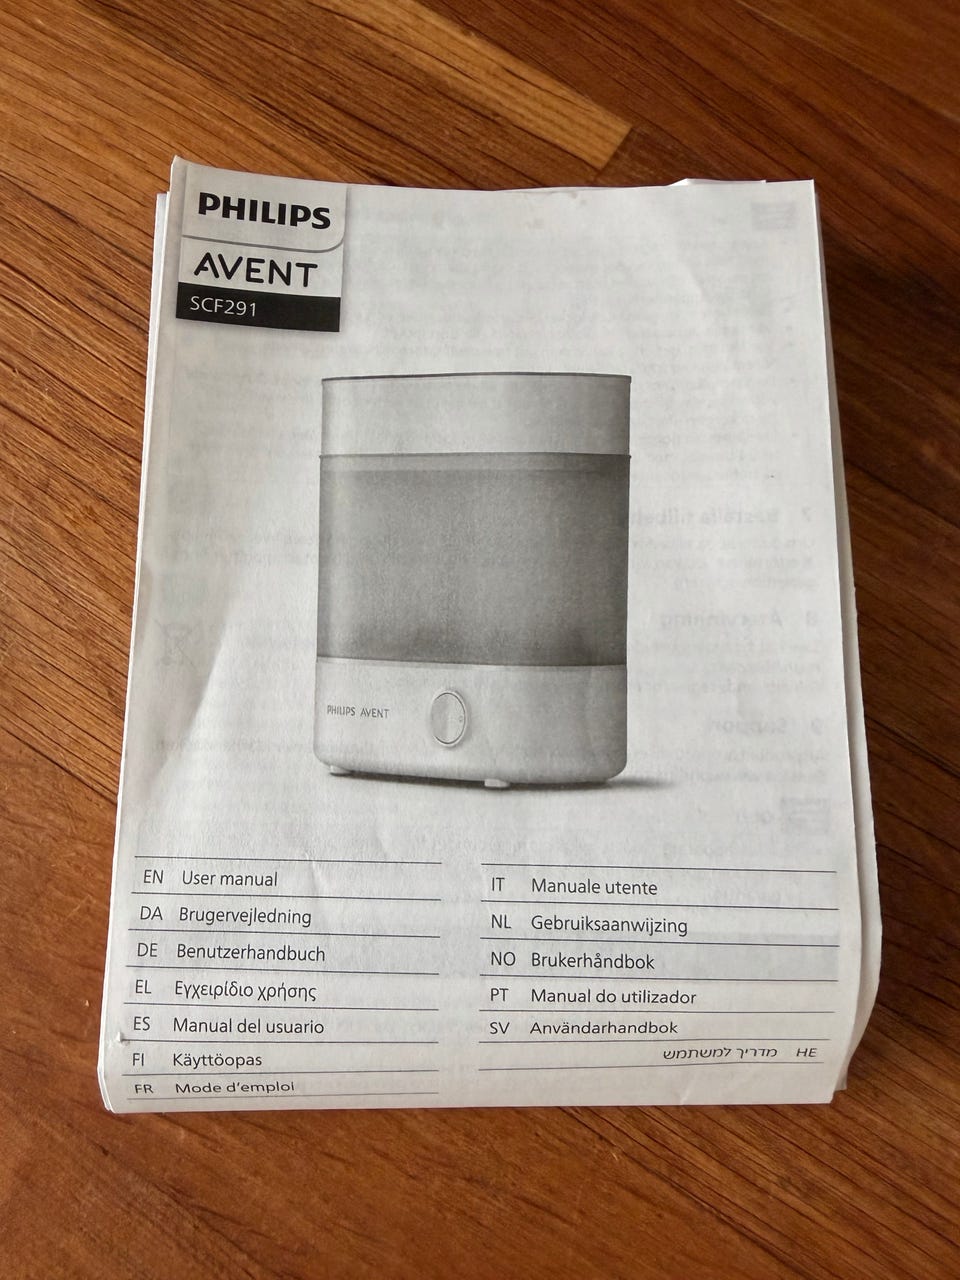 PHILIPS
AVENT
SCF291
PHILIPS AVENT
EN User manual
DA Brugervejledning
DE Benutzerhandbuch
EL Εγχειρίδιο χρήσης
ES Manual del usuario
FI Käyttöopas
FR Mode d'emploi
IT Manuale utente
NL Gebruiksaanwijzing
NO Brukerhåndbok
PT Manual do utilizador
SV Användarhandbok
HE מדריך למשתמש